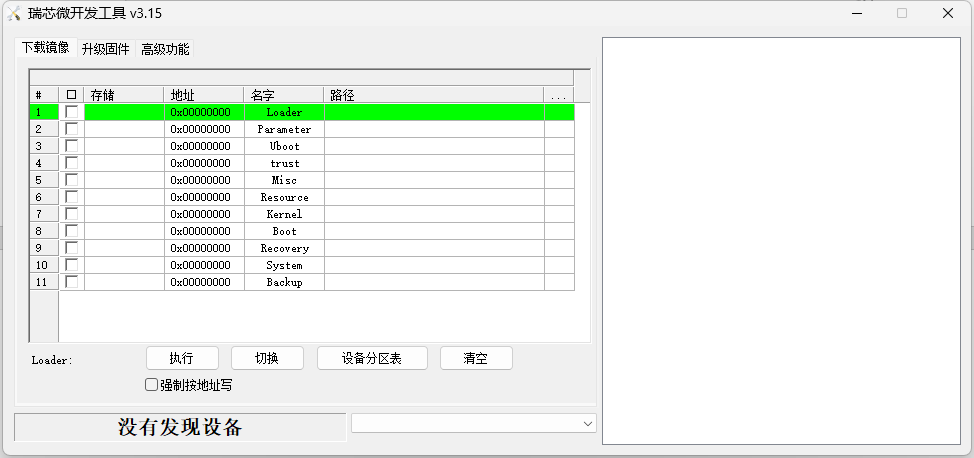 瑞芯微开发工具 v3.15
下载镜像 升级固件 高级功能
# 存储 地址 名字 路径 ...
1 0x00000000 Loader
2 0x00000000 Parameter
3 0x00000000 Uboot
4 0x00000000 trust
5 0x00000000 Misc
6 0x00000000 Resource
7 0x00000000 Kernel
8 0x00000000 Boot
9 0x00000000 Recovery
10 0x00000000 System
11 0x00000000 Backup
Loader: 执行 切换 设备分区表 清空
强制按地址写
没有发现设备